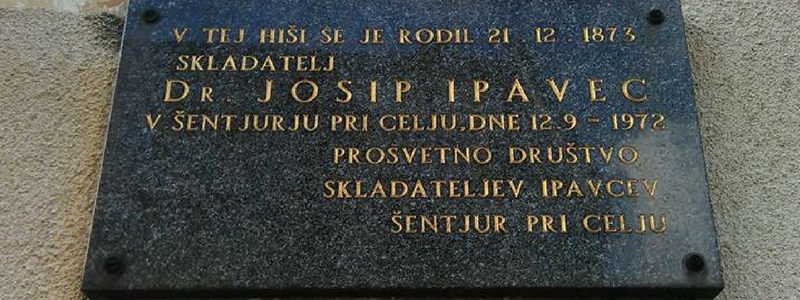 V TEJ HIŠI SE JE RODIL 21 12. 1873
SKLADATELJ
DR. JOSIP IPAVEC
V ŠENTJURJU PRI CELJU, DNE 12.9 - 1972
PROSVETNO DRUŠTVO
SKLADATELJEV IPAVCEV
ŠENTJUR PRI CELJU